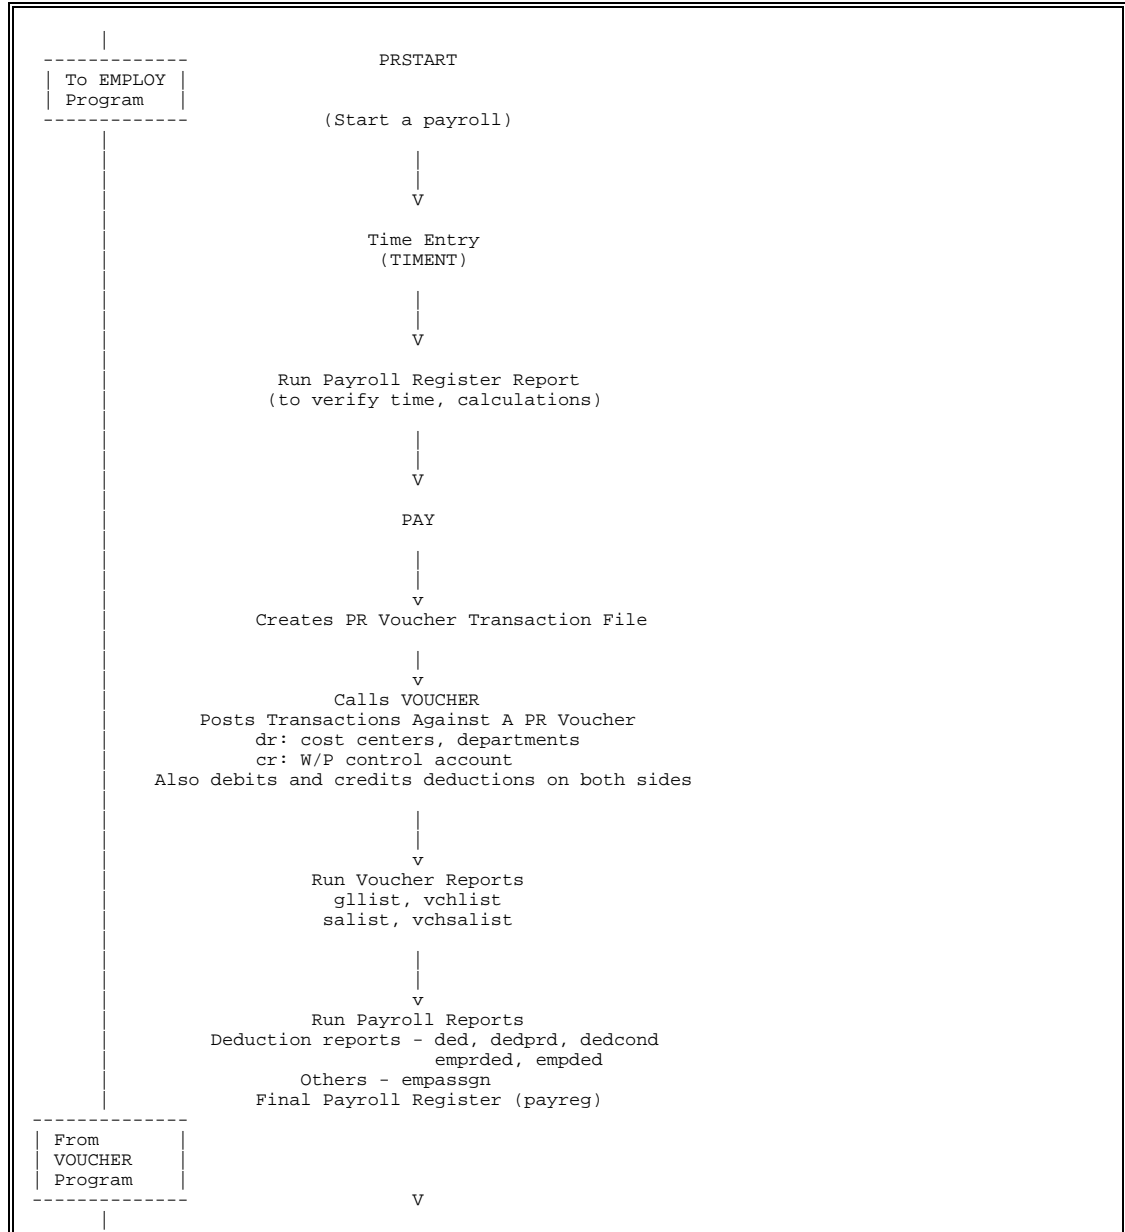 PRSTART
To EMPLOY
Program
(Start a payroll)
V
Time Entry
(TIMENT)
V
Run Payroll Register Report
(to verify time, calculations)
V
PAY
v
Creates PR Voucher Transaction File
v
Calls VOUCHER
Posts Transactions Against A PR Voucher
dr: cost centers, departments
cr: W/P control account
Also debits and credits deductions on both sides
v
Run Voucher Reports
gllist, vchlist
salist, vchsalist
v
Run Payroll Reports
Deduction reports - ded, dedprd, dedcond
emprded, empded
Others - empassgn
Final Payroll Register (payreg)
From
VOUCHER
Program
V